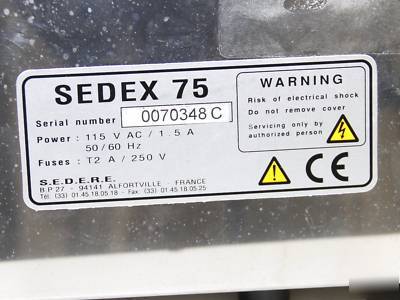 SEDEX 75
Serial number 0070348 C
Power : 115 V AC / 1.5 A
50 / 60 Hz
Fuses : T2 A / 250 V
S.E.D.E.R.E.
B.P 27 - 94141 ALFORTVILLE - FRANCE
Tel : (33) 01.45.18.05.18 - Fax : (33) 01.45.18.05.25
WARNING
Risk of electrical shock
Do not remove cover
Servicing only by
authorized person
CE